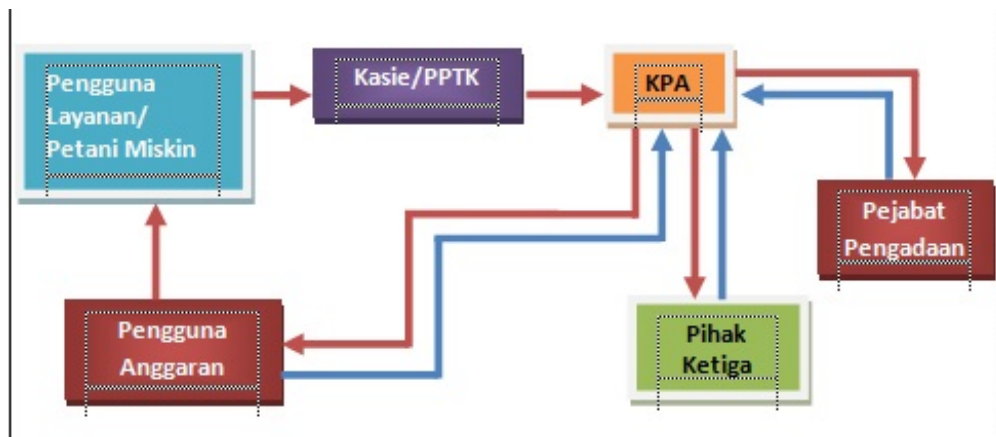 Pengguna
Layanan/
Petani Miskin
Kasie/PPTK
KPA
Pejabat
Pengadaan
Pengguna
Anggaran
Pihak
Ketiga